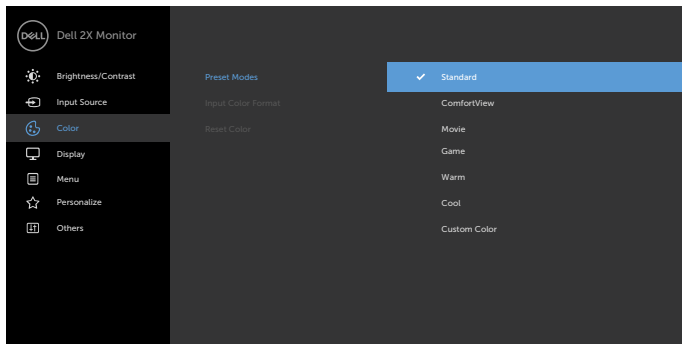 DELL Dell 2X Monitor
Brightness/Contrast
Input Source
Color
Display
Menu
Personalize
Others
Preset Modes
Input Color Format
Reset Color
Standard
ComfortView
Movie
Game
Warm
Cool
Custom Color